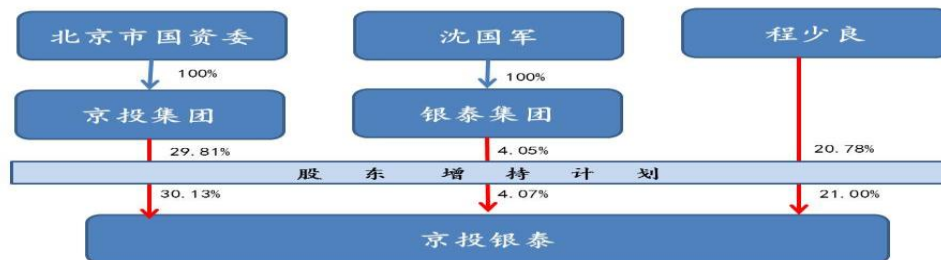 北京市国资委 沈国军 程少良
100% 100%
京投集团 银泰集团
29.81% 4.05% 20.78%
股东增持计划
30.13% 4.07% 21.00%
京投银泰